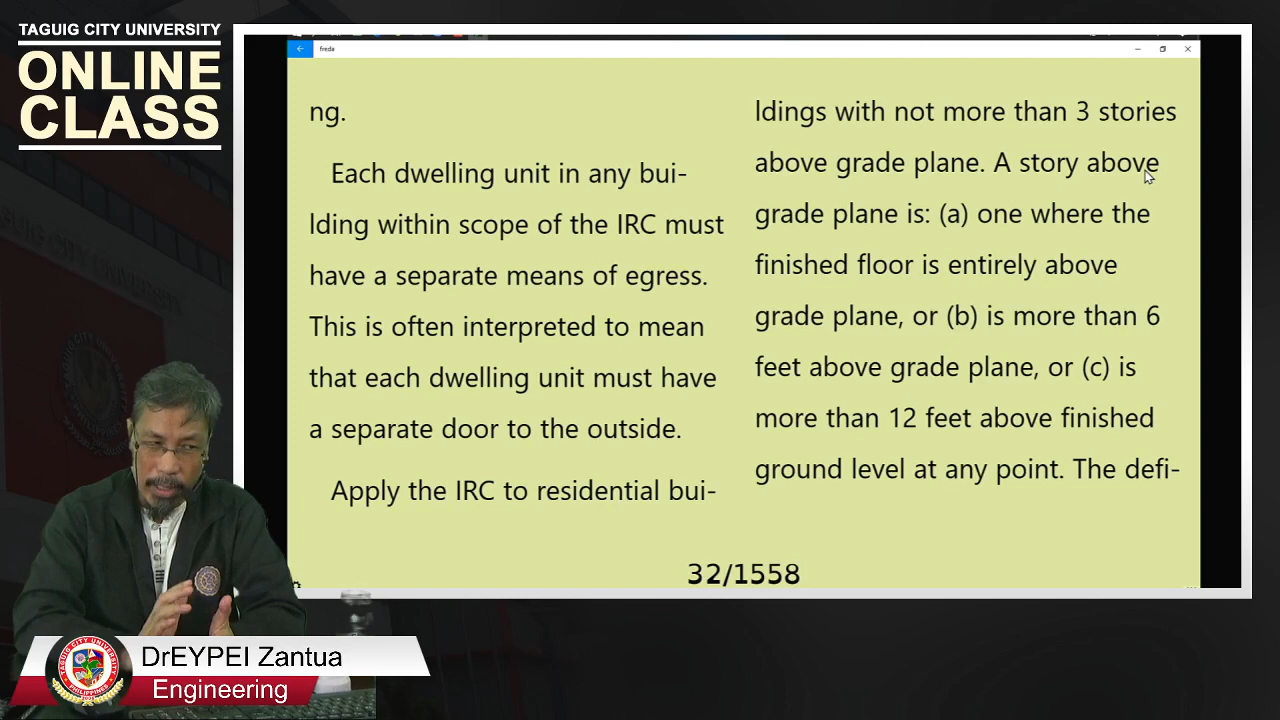 TAGUIG CITY UNIVERSITY
ONLINE
CLASS
freda
ng.
Each dwelling unit in any bui-
lding within scope of the IRC must
have a separate means of egress.
This is often interpreted to mean
that each dwelling unit must have
a separate door to the outside.
Apply the IRC to residential bui-
ldings with not more than 3 stories
above grade plane. A story above
grade plane is: (a) one where the
finished floor is entirely above
grade plane, or (b) is more than 6
feet above grade plane, or (c) is
more than 12 feet above finished
ground level at any point. The defi-
32/1558
DrEYPEI Zantua
Engineering